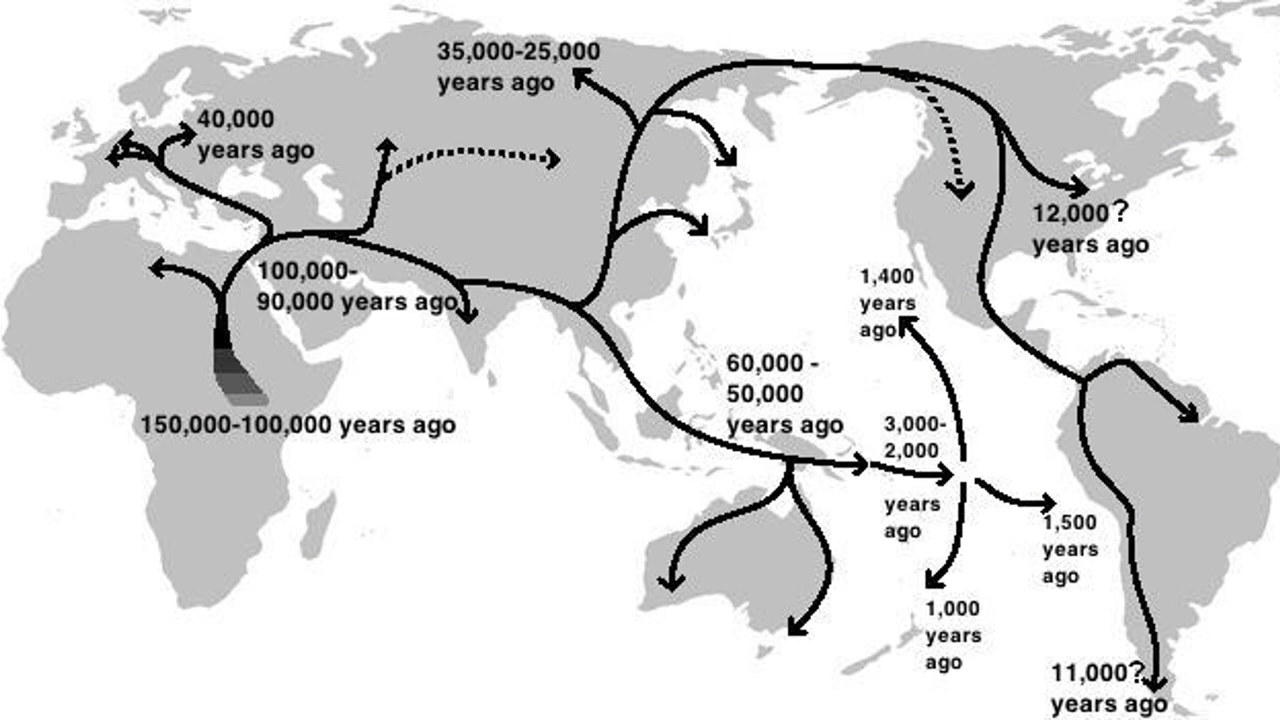 35,000-25,000
years ago
40,000
years ago
100,000-
90,000 years ago
150,000-100,000 years ago
12,000?
years ago
1,400
years
ago
60,000 -
50,000
years ago
3,000-
2,000
years
ago
1,500
years
ago
1,000
years
ago
11,000?
years ago